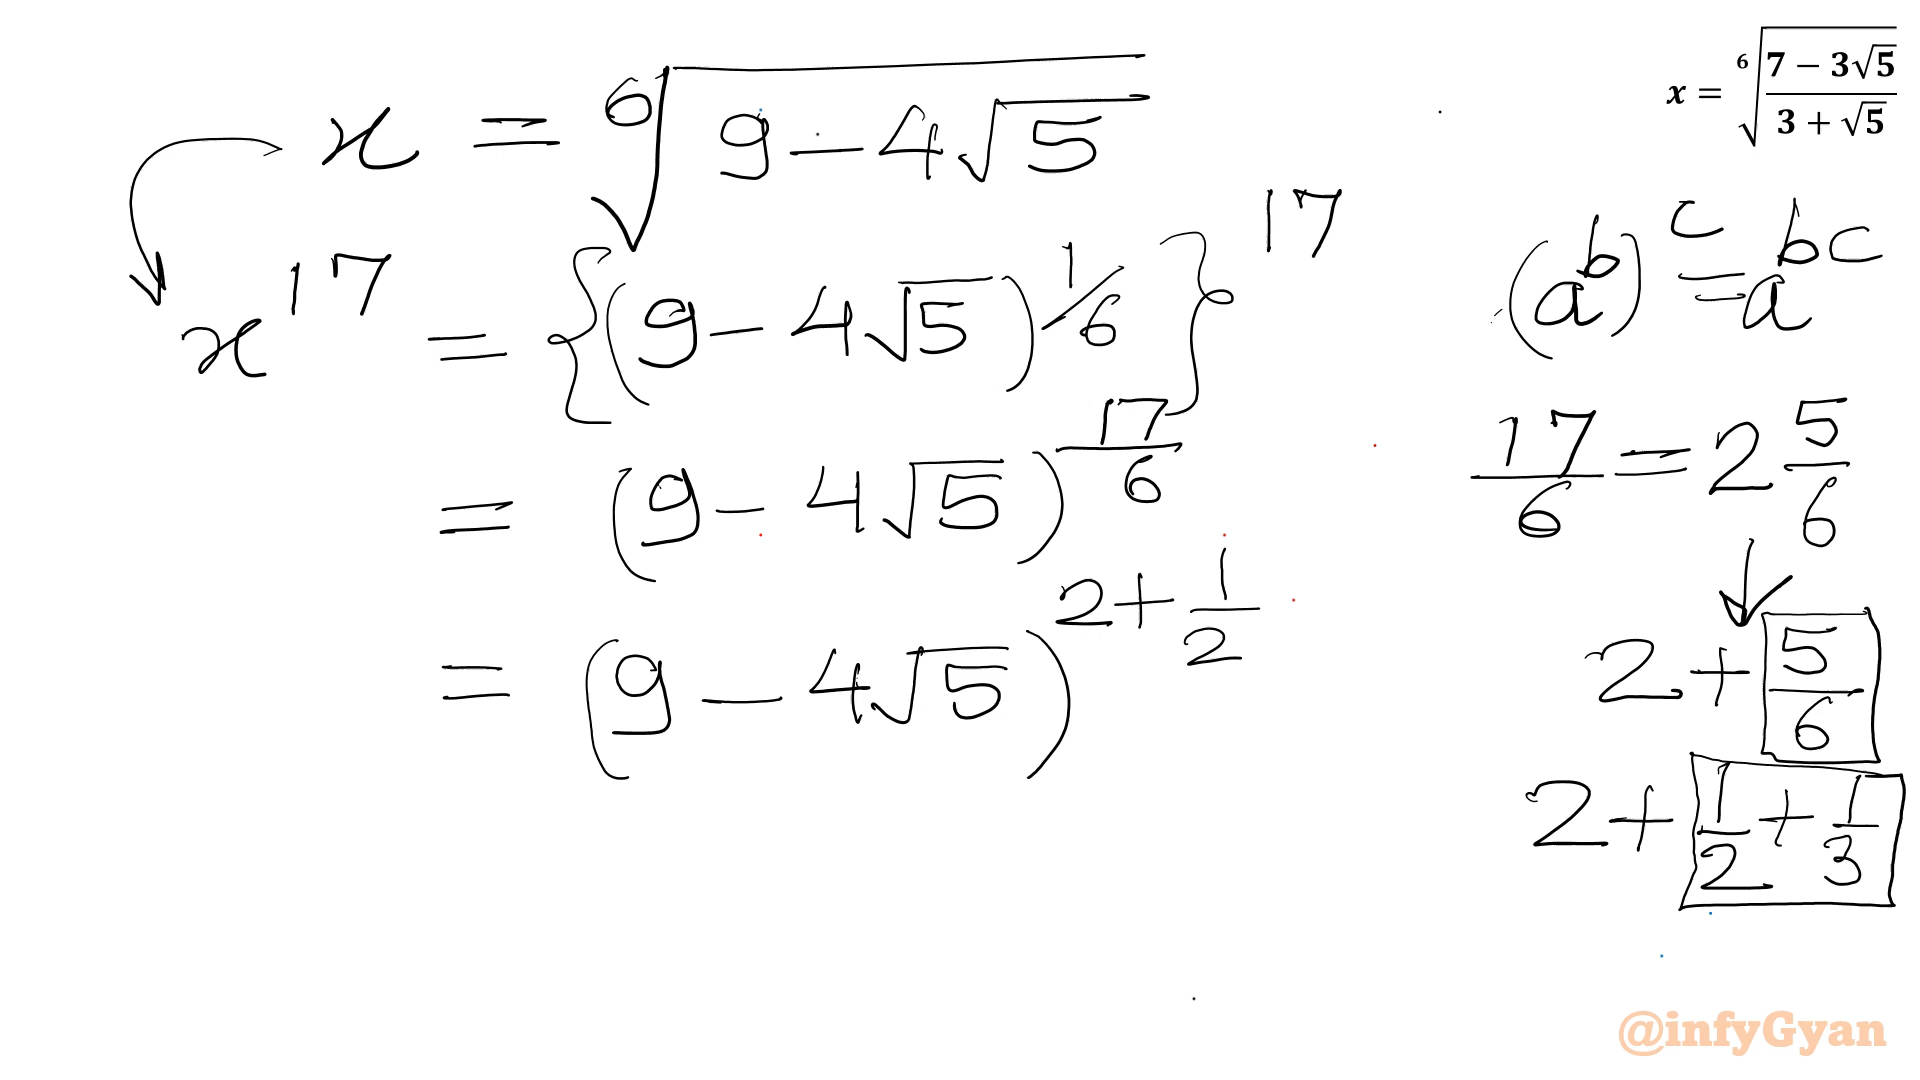 x = ⁶√(9 − 4√5)
x¹⁷ = {(9 − 4√5)^(1/6)}^17
= (9 − 4√5)^(17/6)
= (9 − 4√5)^(2 + 1/2)
x = ⁶√((7 − 3√5)/(3 + √5))
(a^b)^c = a^(bc)
17/6 = 2 5/6
2 + 5/6
2 + 1/2 + 1/3
@infyGyan